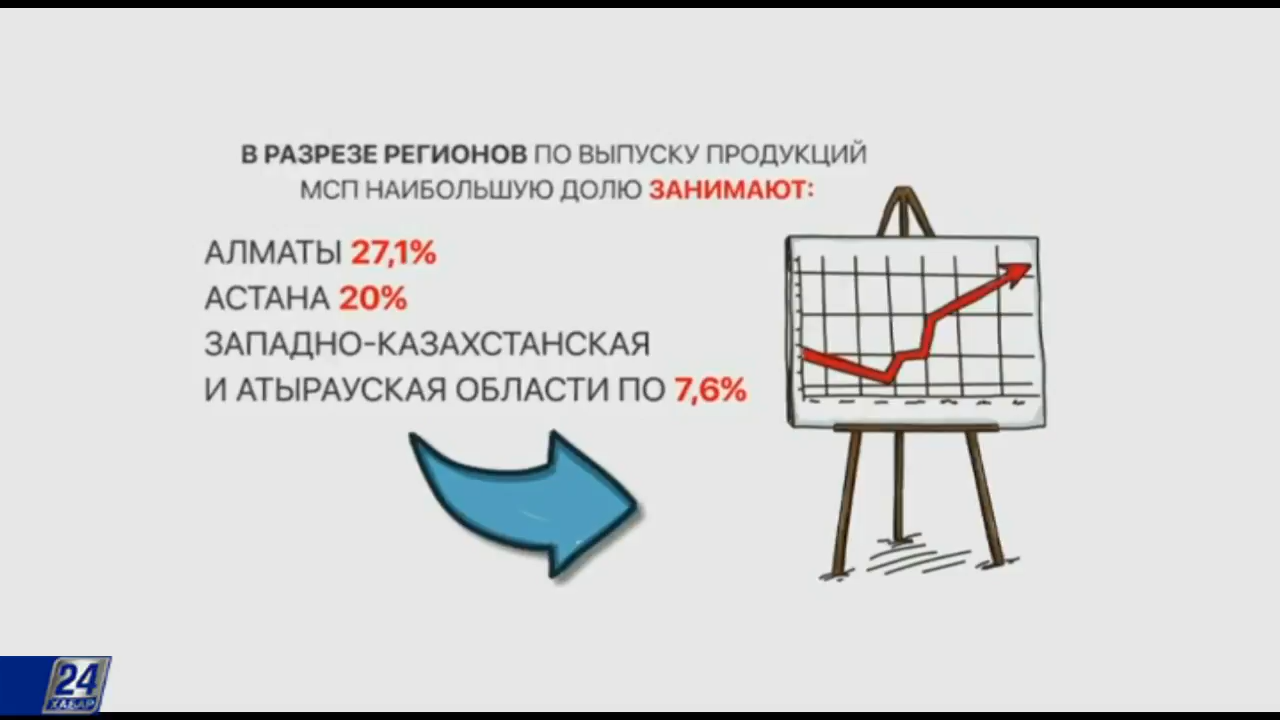 В РАЗРЕЗЕ РЕГИОНОВ ПО ВЫПУСКУ ПРОДУКЦИЙ
МСП НАИБОЛЬШУЮ ДОЛЮ ЗАНИМАЮТ:
АЛМАТЫ 27,1%
АСТАНА 20%
ЗАПАДНО-КАЗАХСТАНСКАЯ
И АТЫРАУСКАЯ ОБЛАСТИ ПО 7,6%
24
ХАБАР